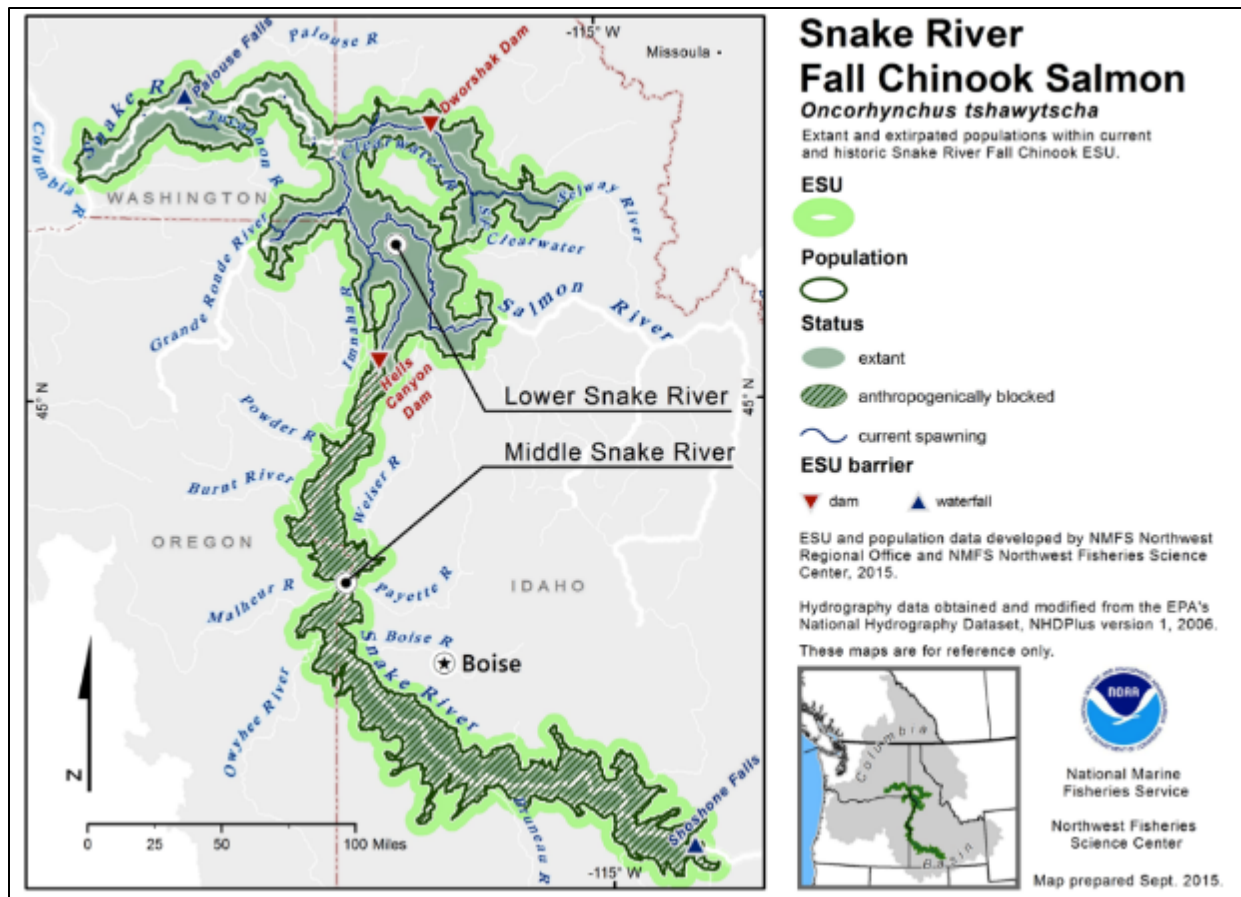 Palouse R
-115° W
Missoula
Snake R
Palouse Falls
Dworshak Dam
Tucannon R
Clearwater R
Columbia R
WASHINGTON
Selway River
Clearwater
Grande Ronde River
Imnaha R
Salmon River
Hells Canyon Dam
45° N
45° N
Lower Snake River
Powder R
Middle Snake River
Burnt River
Weiser R
OREGON
IDAHO
Malheur R
Payette R
Boise R
Boise
Snake River
Owyhee River
N
Bruneau R
Shoshone Falls
0 25 50 100 Miles
-115° W
Snake River
Fall Chinook Salmon
Oncorhynchus tshawytscha
Extant and extirpated populations within current
and historic Snake River Fall Chinook ESU.
ESU
Population
Status
extant
anthropogenically blocked
current spawning
ESU barrier
dam waterfall
ESU and population data developed by NMFS Northwest
Regional Office and NMFS Northwest Fisheries Science
Center, 2015.
Hydrography data obtained and modified from the EPA's
National Hydrography Dataset, NHDPlus version 1, 2006.
These maps are for reference only.
Columbia
Basin
NOAA
National Marine
Fisheries Service
Northwest Fisheries
Science Center
Map prepared Sept. 2015.